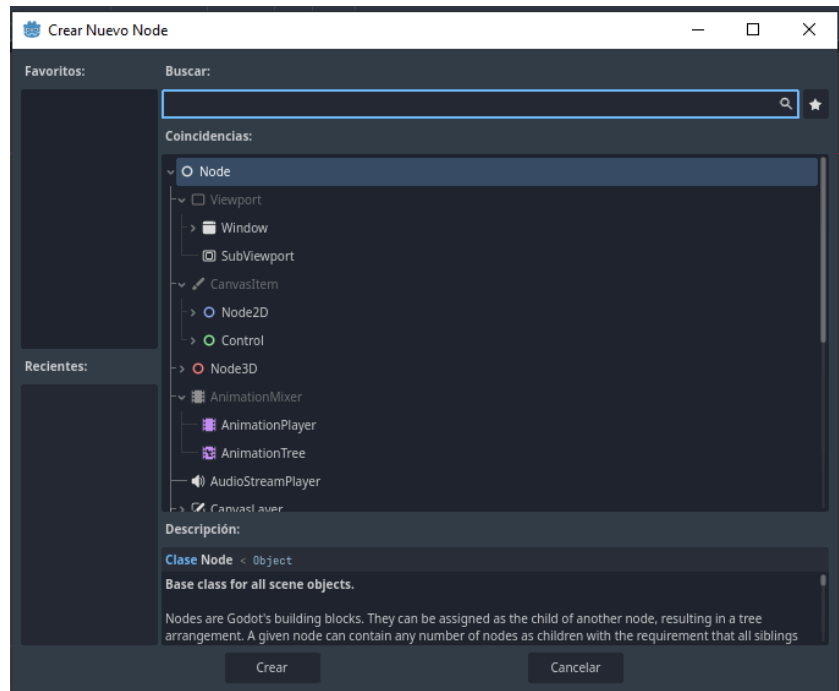 Crear Nuevo Node
Favoritos:
Buscar:
Coincidencias:
Node
Viewport
Window
SubViewport
CanvasItem
Node2D
Control
Recientes:
Node3D
AnimationMixer
AnimationPlayer
AnimationTree
AudioStreamPlayer
CanvasLayer
Descripción:
Clase Node < Object
Base class for all scene objects.
Nodes are Godot's building blocks. They can be assigned as the child of another node, resulting in a tree
arrangement. A given node can contain any number of nodes as children with the requirement that all siblings
Crear
Cancelar